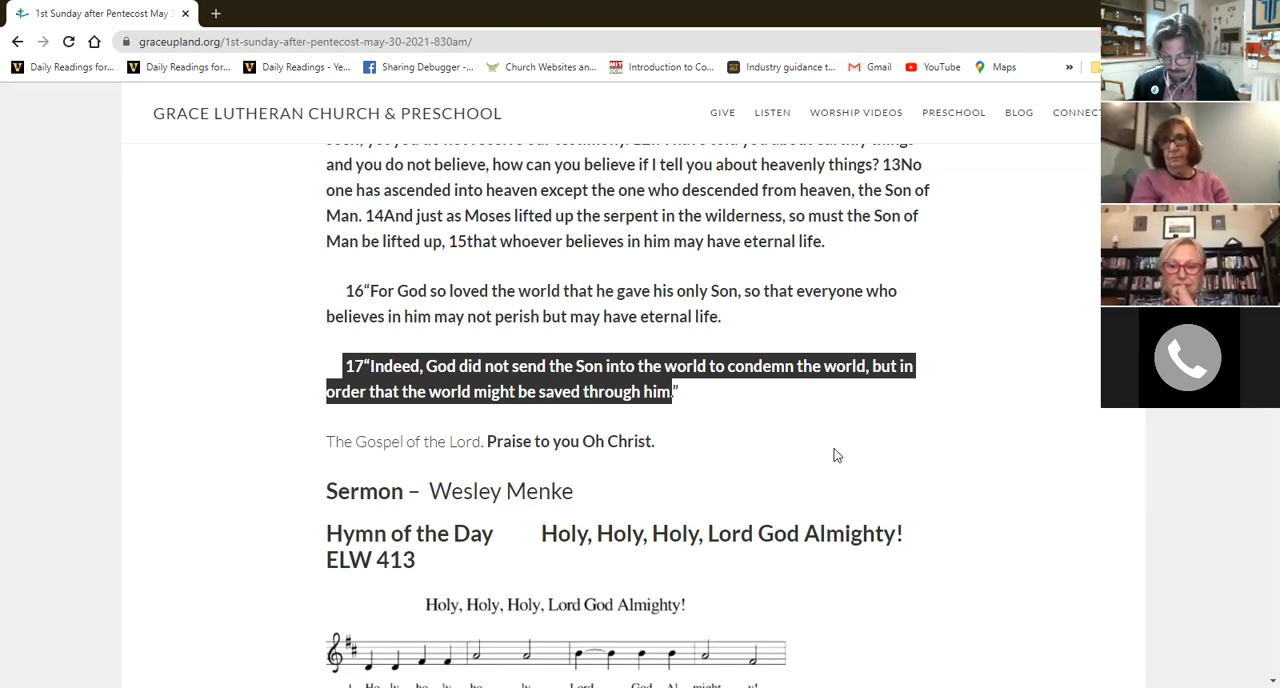 1st Sunday after Pentecost May 
graceupland.org/1st-sunday-after-pentecost-may-30-2021-830am/
Daily Readings for... Daily Readings for... Daily Readings - Ye... Sharing Debugger -... Church Websites an... Introduction to Co... Industry guidance t... Gmail YouTube Maps »
GRACE LUTHERAN CHURCH & PRESCHOOL
GIVE LISTEN WORSHIP VIDEOS PRESCHOOL BLOG CONNECT
and you do not believe, how can you believe if I tell you about heavenly things? 13No
one has ascended into heaven except the one who descended from heaven, the Son of
Man. 14And just as Moses lifted up the serpent in the wilderness, so must the Son of
Man be lifted up, 15that whoever believes in him may have eternal life.
16“For God so loved the world that he gave his only Son, so that everyone who
believes in him may not perish but may have eternal life.
17“Indeed, God did not send the Son into the world to condemn the world, but in
order that the world might be saved through him.”
The Gospel of the Lord. Praise to you Oh Christ.
Sermon – Wesley Menke
Hymn of the Day Holy, Holy, Holy, Lord God Almighty!
ELW 413
Holy, Holy, Holy, Lord God Almighty!